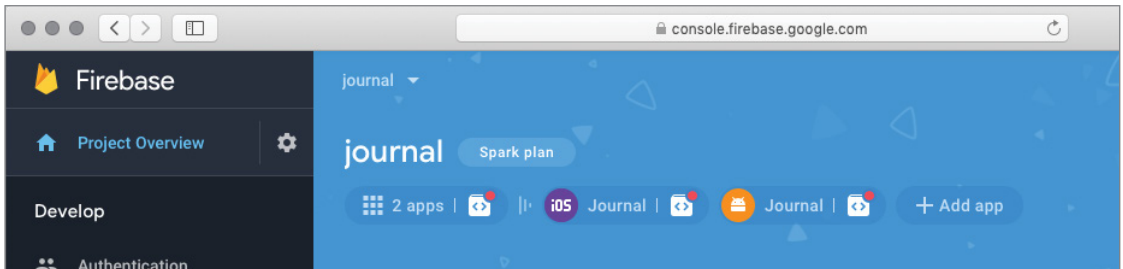 console.firebase.google.com
Firebase
journal
Project Overview
journal Spark plan
2 apps | iOS Journal | Journal | + Add app
Develop
Authentication